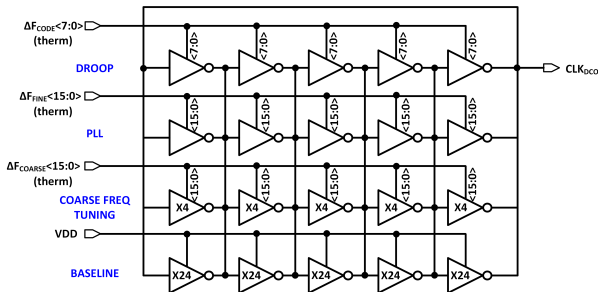 ΔF_CODE<7:0>
(therm)
<7:0> <7:0> <7:0> <7:0> <7:0>
DROOP
CLK_DCO
ΔF_FINE<15:0>
(therm)
<15:0> <15:0> <15:0> <15:0> <15:0>
PLL
ΔF_COARSE<15:0>
(therm)
<15:0> <15:0> <15:0> <15:0> <15:0>
COARSE FREQ
TUNING
X4 X4 X4 X4 X4
VDD
BASELINE
X24 X24 X24 X24 X24